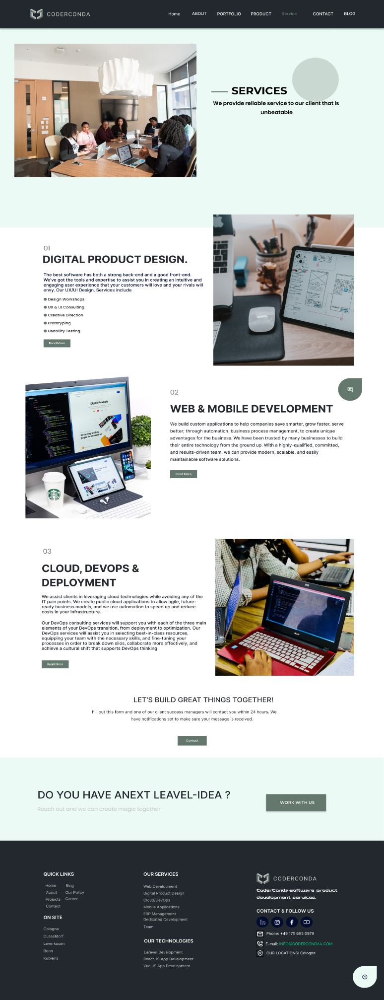 CODERCONDA
Home ABOUT PORTFOLIO PRODUCT Service CONTACT BLOG
SERVICES
We provide reliable service to our client that is
unbeatable
01
DIGITAL PRODUCT DESIGN.
The best software has both a strong back-end and a good front-end.
We've got the tools and expertise to assist you in creating an intuitive and
engaging user experience that your customers will love and your rivals will
envy. Our UX/UI Design. Services include
Design Workshops
UX & UI Consulting
Creative Direction
Prototyping
Usability Testing
Read More
Digital Products
Designing landing
pages for conversion
02
WEB & MOBILE DEVELOPMENT
We build custom applications to help companies save smarter, grow faster, serve
better; through automation, business process management, to create unique
advantages for the business. We have been trusted by many businesses to build
their entire technology from the ground up. With a highly-qualified, committed,
and results-driven team, we can provide modern, scalable, and easily
maintainable software solutions.
Read More
03
CLOUD, DEVOPS &
DEPLOYMENT
We assist clients in leveraging cloud technologies while avoiding any of the
IT pain points. We create public cloud applications to allow agile, future-
ready business models, and we use automation to speed up and reduce
costs in your infrastructure.
Our DevOps consulting services will support you with each of the three main
elements of your DevOps transition, from deployment to optimization. Our
DevOps services will assist you in selecting best-in-class resources,
equipping your team with the necessary skills, and fine-tuning your
processes in order to break down silos, collaborate more effectively, and
achieve a cultural shift that supports DevOps thinking
Read More
acer
LET'S BUILD GREAT THINGS TOGETHER!
Fill out this form and one of our client success managers will contact you within 24 hours. We
have notifications set to make sure your message is received.
Contact
DO YOU HAVE ANEXT LEAVEL-IDEA ?
Reach out and we can create magic together
WORK WITH US
QUICK LINKS
Home Blog
About Our Policy
Projects Career
Contact
ON SITE
Cologne
Dusseldorf
Leverkusen
Bonn
Koblenz
OUR SERVICES
Web Development
Digital Product Design
Cloud/DevOps
Mobile Applications
ERP Management
Dedicated Development
Team
OUR TECHNOLOGIES
Laravel Development
React JS App Development
Vue JS App Development
CODERCONDA
CoderConda-software product
development services.
CONTACT & FOLLOW US
in
Phone: +49 175 695 0979
E-mail: INFO@CODERCONDAA.COM
OUR LOCATIONS: Cologne